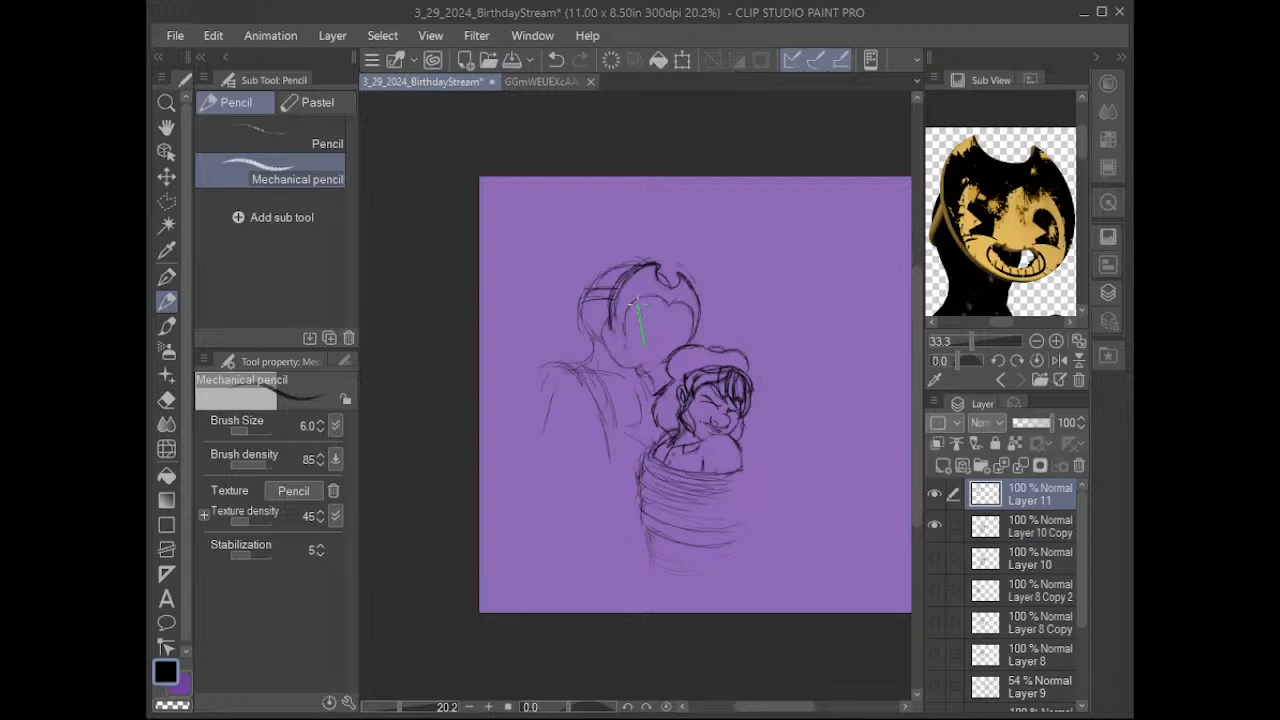 3_29_2024_BirthdayStream* (11.00 x 8.50in 300dpi 20.2%) - CLIP STUDIO PAINT PRO
File Edit Animation Layer Select View Filter Window Help
Sub Tool: Pencil
3_29_2024_BirthdayStream*
GGmWEUEXcAA
Sub View
Pencil
Pastel
Pencil
Mechanical pencil
Add sub tool
33.3
0.0
Tool property: Mec
Mechanical pencil
Brush Size 6.0
Brush density 85
Texture Pencil
Texture density 45
Stabilization 5
Layer
Norn 100
100 % Normal
Layer 11
100 % Normal
Layer 10 Copy
100 % Normal
Layer 10
100 % Normal
Layer 8 Copy 2
100 % Normal
Layer 8 Copy
100 % Normal
Layer 8
54 % Normal
Layer 9
20.2
0.0